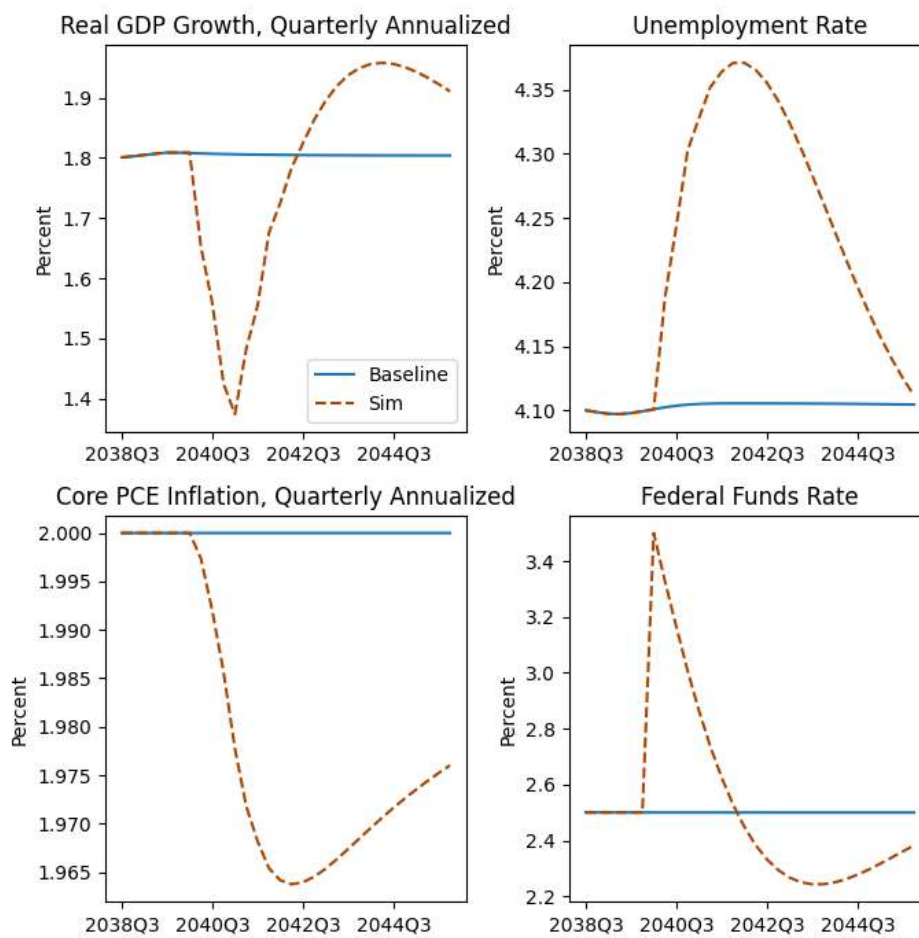 Real GDP Growth, Quarterly Annualized
Percent
1.9
1.8
1.7
1.6
1.5
1.4
Baseline
Sim
2038Q3 2040Q3 2042Q3 2044Q3
Unemployment Rate
4.35
4.30
4.25
4.20
4.15
4.10
2038Q3 2040Q3 2042Q3 2044Q3
Core PCE Inflation, Quarterly Annualized
Percent
2.000
1.995
1.990
1.985
1.980
1.975
1.970
1.965
2038Q3 2040Q3 2042Q3 2044Q3
Federal Funds Rate
Percent
3.4
3.2
3.0
2.8
2.6
2.4
2.2
2038Q3 2040Q3 2042Q3 2044Q3
Percent